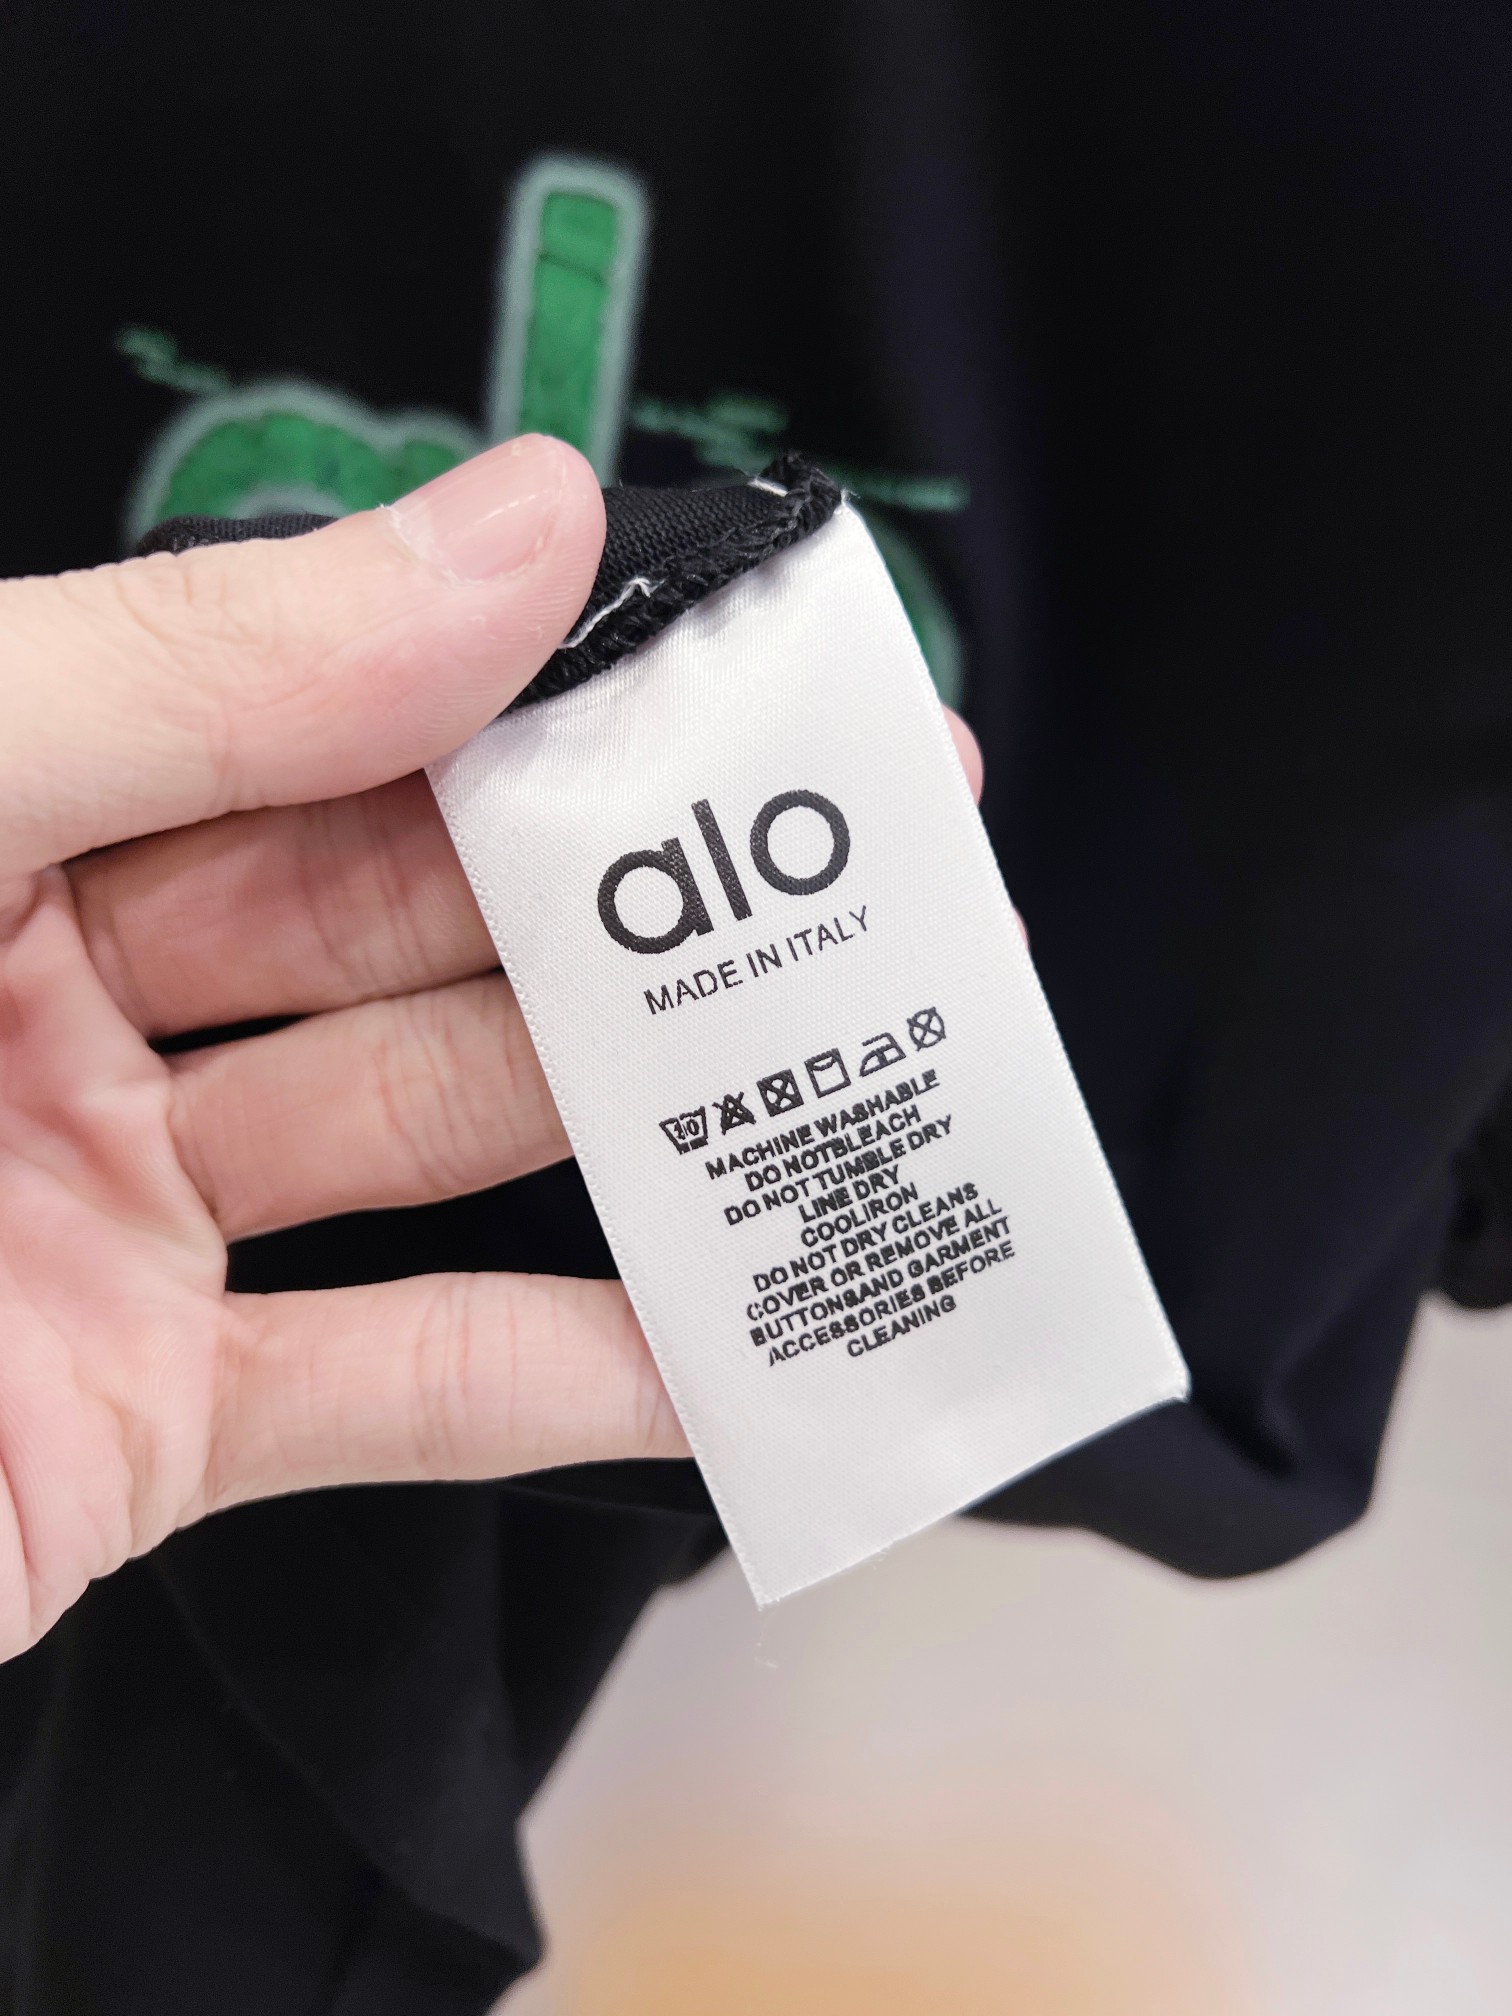 alo
MADE IN ITALY
30
MACHINE WASHABLE
DO NOTBLEACH
DO NOT TUMBLE DRY
LINE DRY
COOLIRON
DO NOT DRY CLEANS
COVER OR REMOVE ALL
BUTTONSAND GARMENT
ACCESSORIES BEFORE
CLEANING